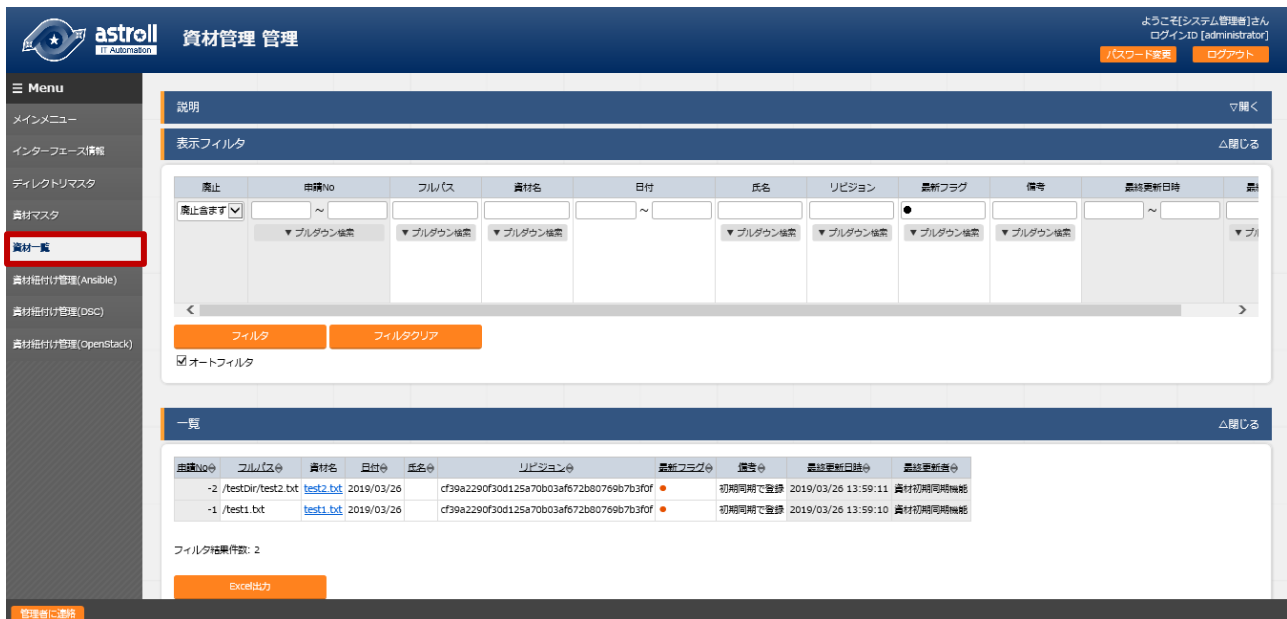 astroll
IT Automation
資材管理 管理
ようこそ[システム管理者]さん
ログインID [administrator]
パスワード変更 ログアウト
☰ Menu
メインメニュー
インターフェース情報
ディレクトリマスタ
資材マスタ
資材一覧
資材紐付け管理(Ansible)
資材紐付け管理(DSC)
資材紐付け管理(OpenStack)
説明 ▽開く
表示フィルタ △閉じる
廃止 申請No フルパス 資材名 日付 氏名 リビジョン 最新フラグ 備考 最終更新日時
廃止含まず ～ ～ ● ～
▼プルダウン検索 ▼プルダウン検索 ▼プルダウン検索 ▼プルダウン検索 ▼プルダウン検索 ▼プルダウン検索 ▼プルダウン検索
フィルタ フィルタクリア
オートフィルタ
一覧 △閉じる
申請No フルパス 資材名 日付 氏名 リビジョン 最新フラグ 備考 最終更新日時 最終更新者
-2 /testDir/test2.txt test2.txt 2019/03/26 cf39a2290f30d125a70b03af672b80769b7b3f0f ● 初期同期で登録 2019/03/26 13:59:11 資材初期同期機能
-1 /test1.txt test1.txt 2019/03/26 cf39a2290f30d125a70b03af672b80769b7b3f0f ● 初期同期で登録 2019/03/26 13:59:10 資材初期同期機能
フィルタ結果件数: 2
Excel出力
管理者に連絡